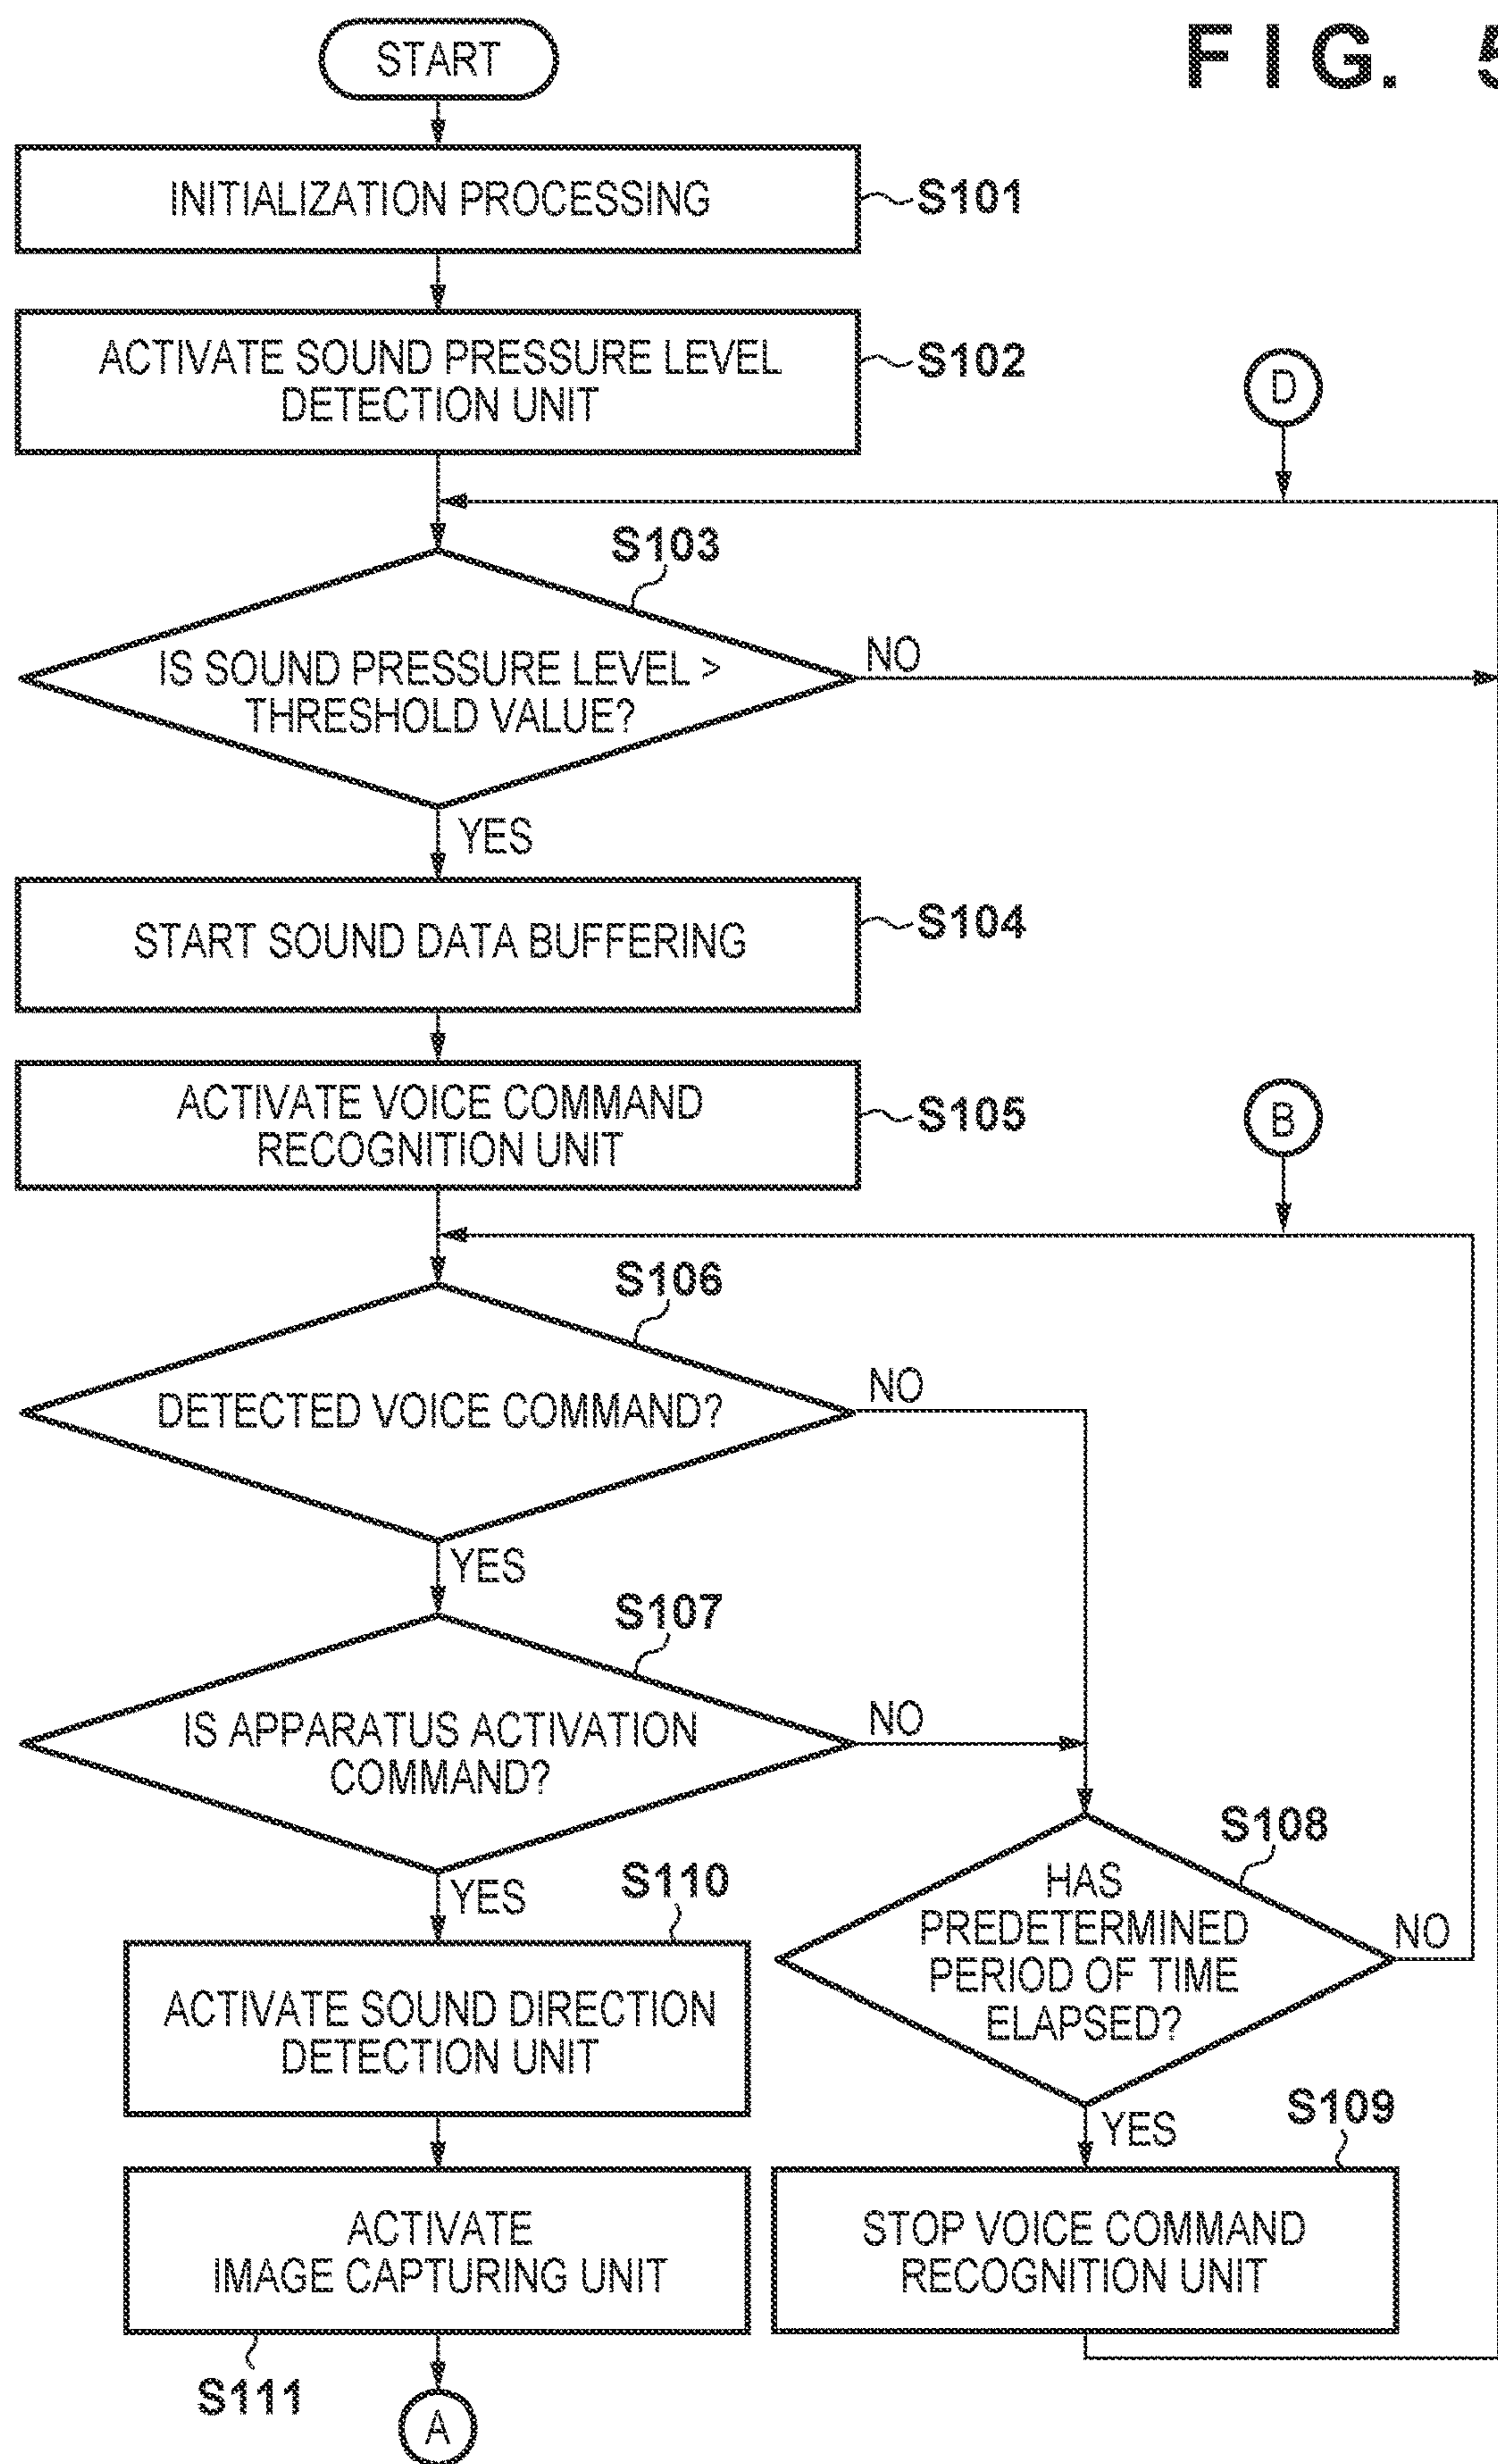 FIG. 5
START
INITIALIZATION PROCESSING
S101
ACTIVATE SOUND PRESSURE LEVEL
DETECTION UNIT
S102
D
S103
IS SOUND PRESSURE LEVEL >
THRESHOLD VALUE?
NO
YES
START SOUND DATA BUFFERING
S104
ACTIVATE VOICE COMMAND
RECOGNITION UNIT
S105
B
S106
DETECTED VOICE COMMAND?
NO
YES
S107
IS APPARATUS ACTIVATION
COMMAND?
NO
YES
S108
HAS
PREDETERMINED
PERIOD OF TIME
ELAPSED?
NO
YES
S110
ACTIVATE SOUND DIRECTION
DETECTION UNIT
S109
STOP VOICE COMMAND
RECOGNITION UNIT
ACTIVATE
IMAGE CAPTURING UNIT
S111
A